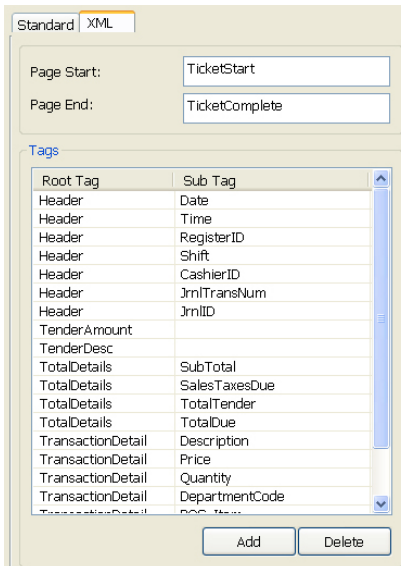 Standard XML
Page Start: TicketStart
Page End: TicketComplete
Tags
Root Tag Sub Tag
Header Date
Header Time
Header RegisterID
Header Shift
Header CashierID
Header JrnlTransNum
Header JrnlID
TenderAmount
TenderDesc
TotalDetails SubTotal
TotalDetails SalesTaxesDue
TotalDetails TotalTender
TotalDetails TotalDue
TransactionDetail Description
TransactionDetail Price
TransactionDetail Quantity
TransactionDetail DepartmentCode
Add Delete